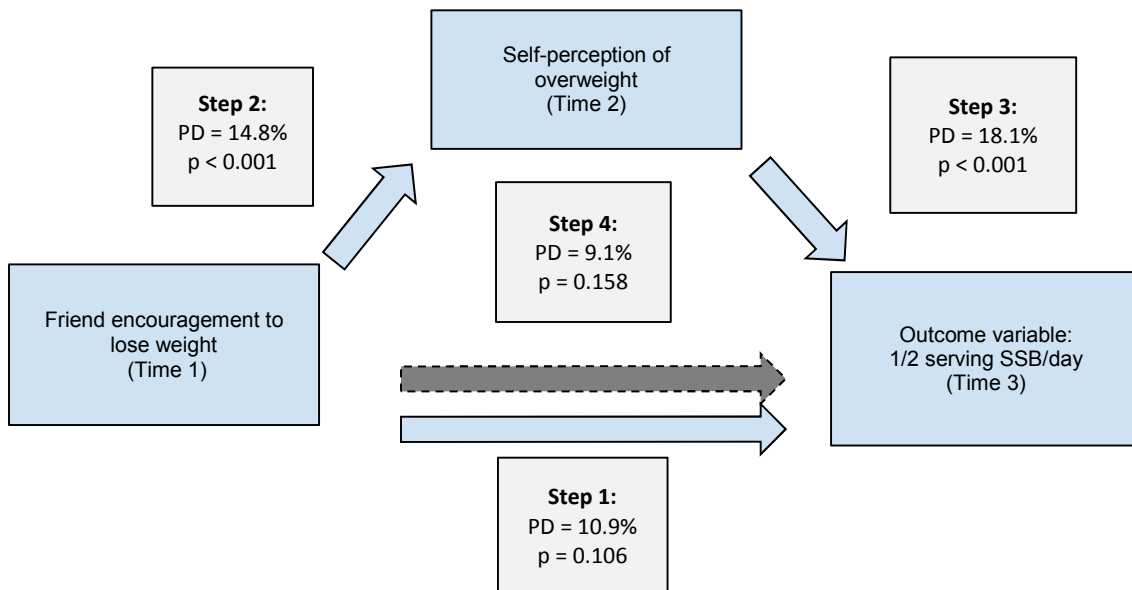 Self-perception of
overweight
(Time 2)
Step 2:
PD = 14.8%
p < 0.001
Step 3:
PD = 18.1%
p < 0.001
Step 4:
PD = 9.1%
p = 0.158
Friend encouragement to
lose weight
(Time 1)
Outcome variable:
1/2 serving SSB/day
(Time 3)
Step 1:
PD = 10.9%
p = 0.106